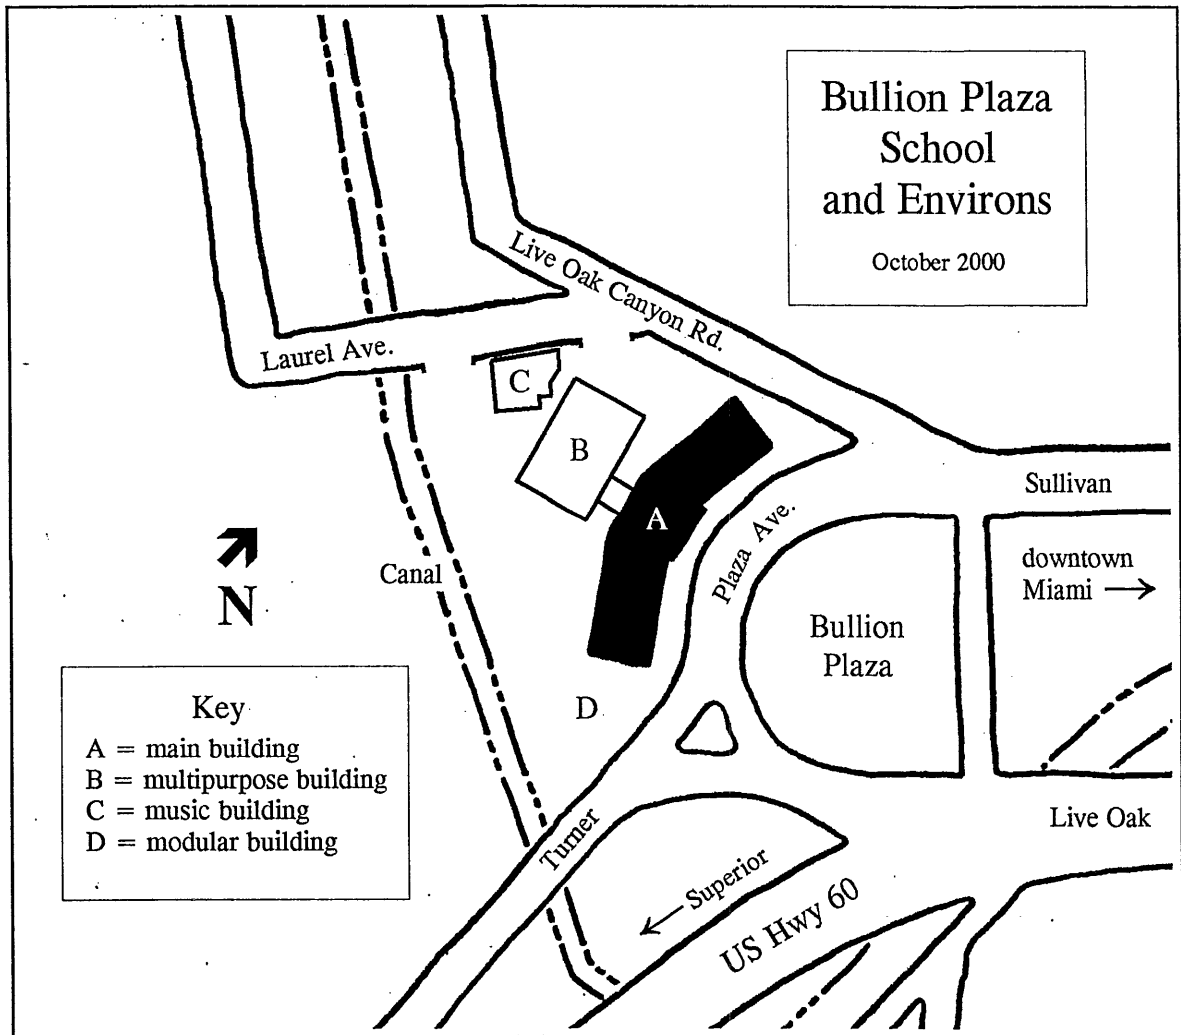 Bullion Plaza
School
and Environs
October 2000
Live Oak Canyon Rd.
Laurel Ave.
C
B
A
Sullivan
Plaza Ave.
downtown
Miami
Canal
N
Bullion
Plaza
D
Key
A = main building
B = multipurpose building
C = music building
D = modular building
Turner
Live Oak
Superior
US Hwy 60